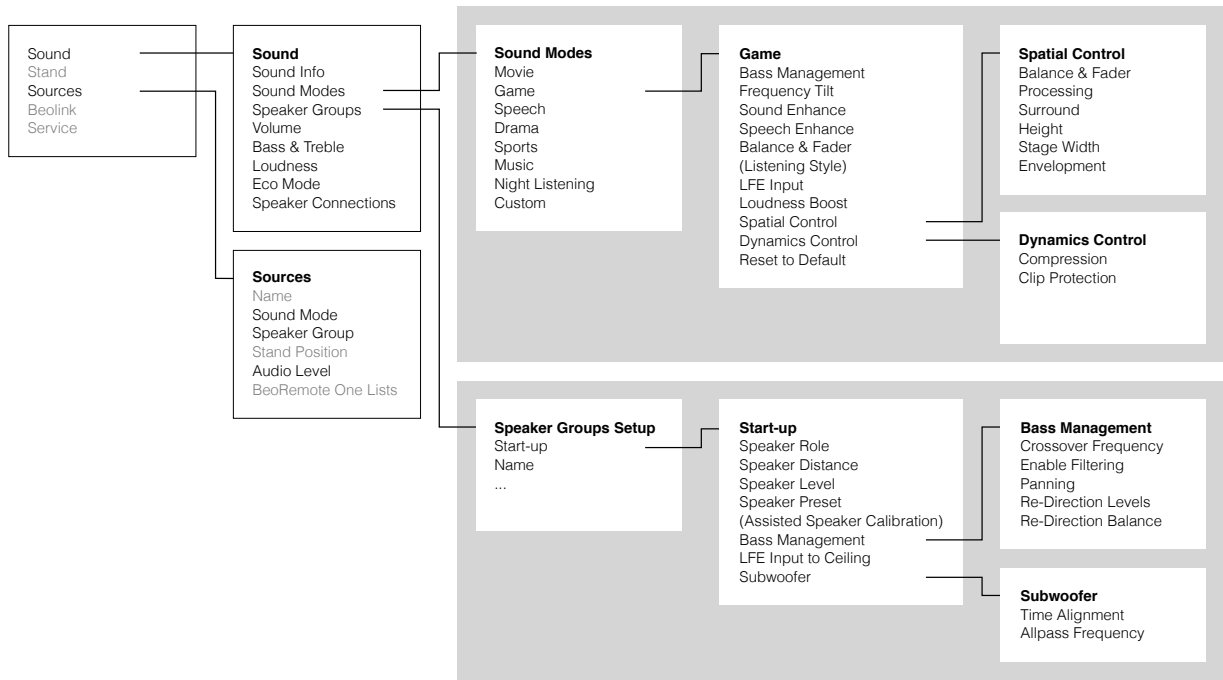 Sound
Stand
Sources
Beolink
Service
Sound
Sound Info
Sound Modes
Speaker Groups
Volume
Bass & Treble
Loudness
Eco Mode
Speaker Connections
Sources
Name
Sound Mode
Speaker Group
Stand Position
Audio Level
BeoRemote One Lists
Sound Modes
Movie
Game
Speech
Drama
Sports
Music
Night Listening
Custom
Game
Bass Management
Frequency Tilt
Sound Enhance
Speech Enhance
Balance & Fader
(Listening Style)
LFE Input
Loudness Boost
Spatial Control
Dynamics Control
Reset to Default
Spatial Control
Balance & Fader
Processing
Surround
Height
Stage Width
Envelopment
Dynamics Control
Compression
Clip Protection
Speaker Groups Setup
Start-up
Name
...
Start-up
Speaker Role
Speaker Distance
Speaker Level
Speaker Preset
(Assisted Speaker Calibration)
Bass Management
LFE Input to Ceiling
Subwoofer
Bass Management
Crossover Frequency
Enable Filtering
Panning
Re-Direction Levels
Re-Direction Balance
Subwoofer
Time Alignment
Allpass Frequency